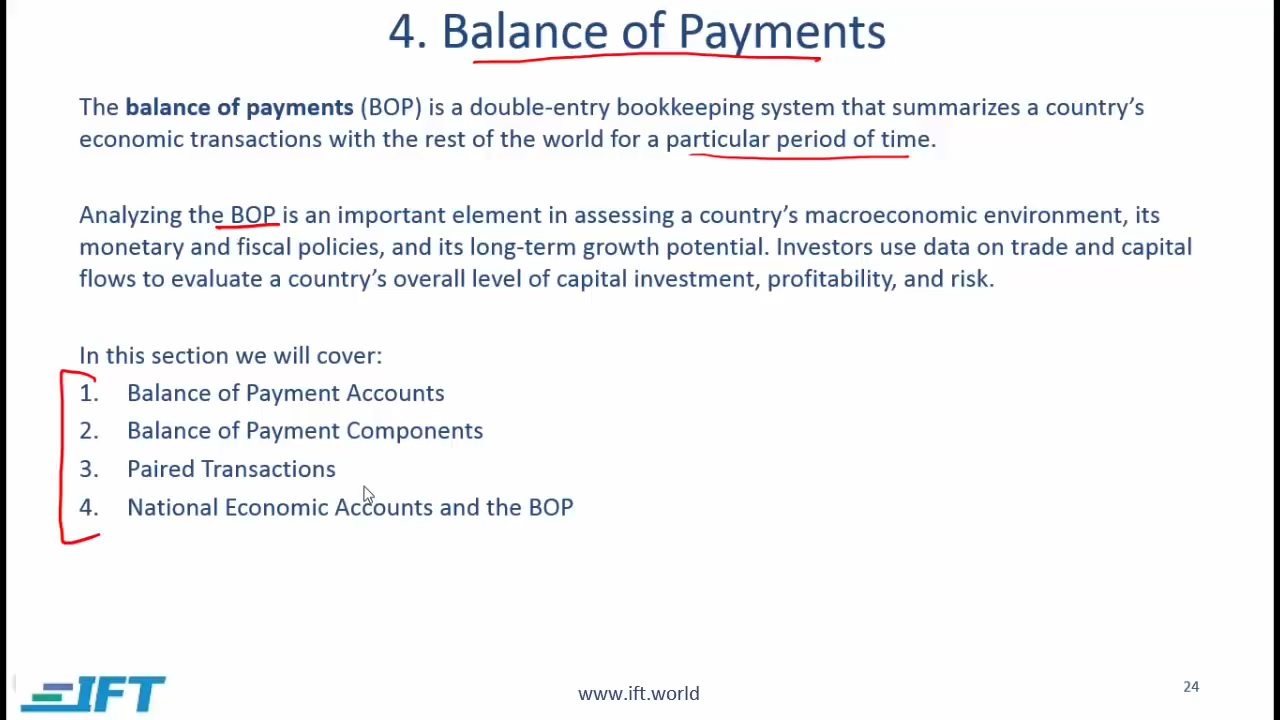 4. Balance of Payments
The balance of payments (BOP) is a double-entry bookkeeping system that summarizes a country's
economic transactions with the rest of the world for a particular period of time.
Analyzing the BOP is an important element in assessing a country's macroeconomic environment, its
monetary and fiscal policies, and its long-term growth potential. Investors use data on trade and capital
flows to evaluate a country's overall level of capital investment, profitability, and risk.
In this section we will cover:
1. Balance of Payment Accounts
2. Balance of Payment Components
3. Paired Transactions
4. National Economic Accounts and the BOP
IFT
www.ift.world
24